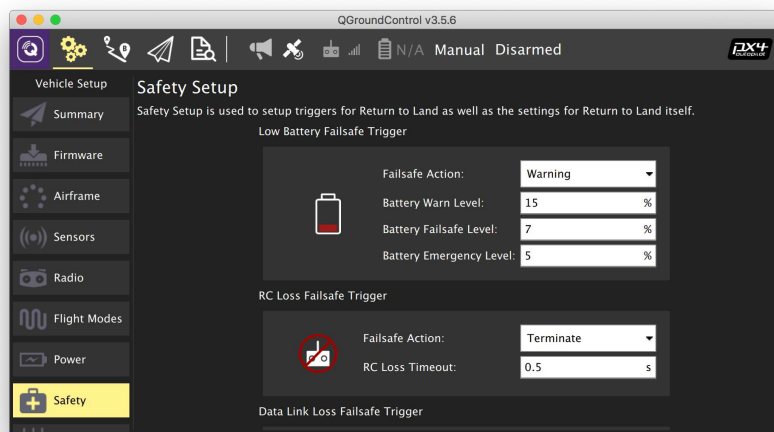 QGroundControl v3.5.6
N/A Manual Disarmed
PX4
autopilot
Vehicle Setup
Safety Setup
Summary
Safety Setup is used to setup triggers for Return to Land as well as the settings for Return to Land itself.
Low Battery Failsafe Trigger
Firmware
Failsafe Action: Warning
Airframe
Battery Warn Level: 15 %
Battery Failsafe Level: 7 %
Sensors
Battery Emergency Level: 5 %
Radio
RC Loss Failsafe Trigger
Flight Modes
Failsafe Action: Terminate
Power
RC Loss Timeout: 0.5 s
Safety
Data Link Loss Failsafe Trigger